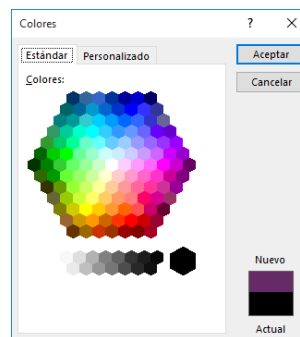 Colores ? ×
Estándar Personalizado Aceptar
Colores: Cancelar
Nuevo
Actual